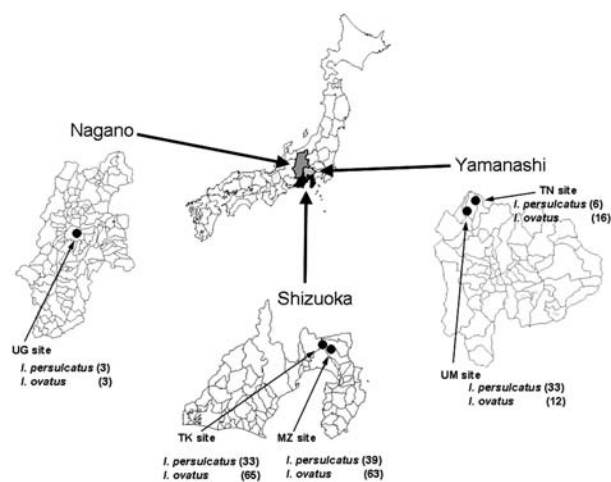 Nagano
Yamanashi
TN site
I. persulcatus (6)
I. ovatus (16)
Shizuoka
UG site
I. persulcatus (3)
I. ovatus (3)
UM site
I. persulcatus (33)
I. ovatus (12)
TK site
I. persulcatus (33)
I. ovatus (65)
MZ site
I. persulcatus (39)
I. ovatus (63)